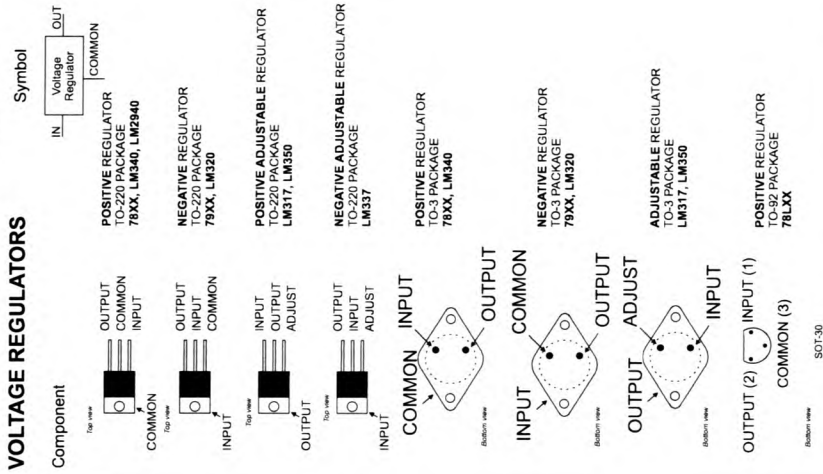 VOLTAGE REGULATORS
Component
Symbol
IN
Voltage
Regulator
OUT
COMMON
Top view
OUTPUT
COMMON
INPUT
COMMON
POSITIVE REGULATOR
TO-220 PACKAGE
78XX, LM340, LM2940
Top view
OUTPUT
INPUT
COMMON
INPUT
NEGATIVE REGULATOR
TO-220 PACKAGE
79XX, LM320
Top view
INPUT
OUTPUT
ADJUST
OUTPUT
POSITIVE ADJUSTABLE REGULATOR
TO-220 PACKAGE
LM317, LM350
Top view
OUTPUT
INPUT
ADJUST
INPUT
NEGATIVE ADJUSTABLE REGULATOR
TO-220 PACKAGE
LM337
COMMON
INPUT
OUTPUT
Bottom view
POSITIVE REGULATOR
TO-3 PACKAGE
78XX, LM340
INPUT
COMMON
OUTPUT
Bottom view
NEGATIVE REGULATOR
TO-3 PACKAGE
79XX, LM320
OUTPUT
ADJUST
INPUT
Bottom view
ADJUSTABLE REGULATOR
TO-3 PACKAGE
LM317, LM350
OUTPUT (2)
INPUT (1)
COMMON (3)
Bottom view
POSITIVE REGULATOR
TO-92 PACKAGE
78LXX
SOT-30